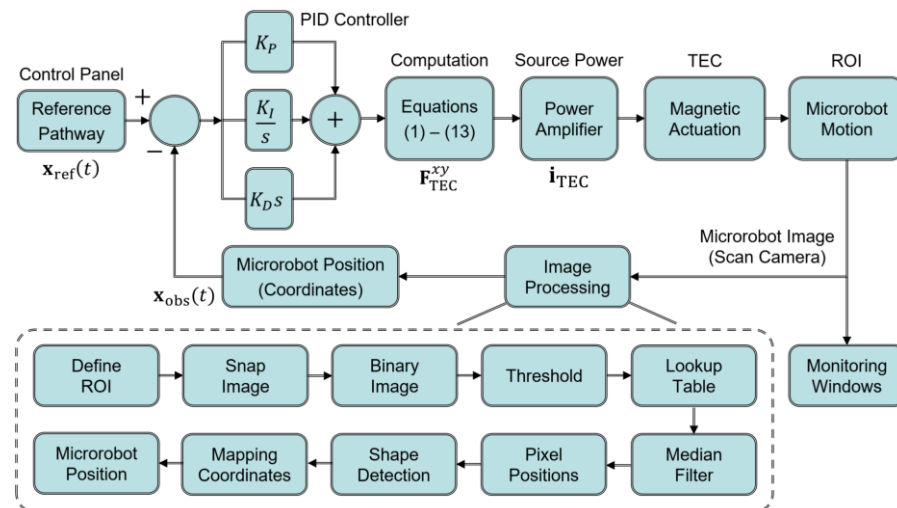 PID Controller
Control Panel
Computation
Source Power
TEC
ROI
Reference
Pathway
+
−
K_P
K_I
s
K_D s
+
Equations
(1) – (13)
Power
Amplifier
Magnetic
Actuation
Microrobot
Motion
x_ref(t)
F_TEC^xy
i_TEC
Microrobot Image
(Scan Camera)
Microrobot Position
(Coordinates)
Image
Processing
x_obs(t)
Define
ROI
Snap
Image
Binary
Image
Threshold
Lookup
Table
Monitoring
Windows
Microrobot
Position
Mapping
Coordinates
Shape
Detection
Pixel
Positions
Median
Filter